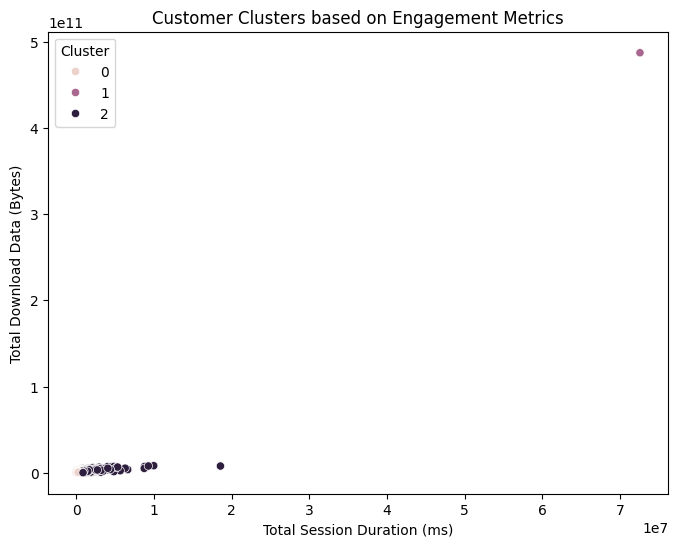 Customer Clusters based on Engagement Metrics
1e11
Cluster
0
1
2
5
4
3
2
1
0
Total Download Data (Bytes)
0 1 2 3 4 5 6 7
1e7
Total Session Duration (ms)